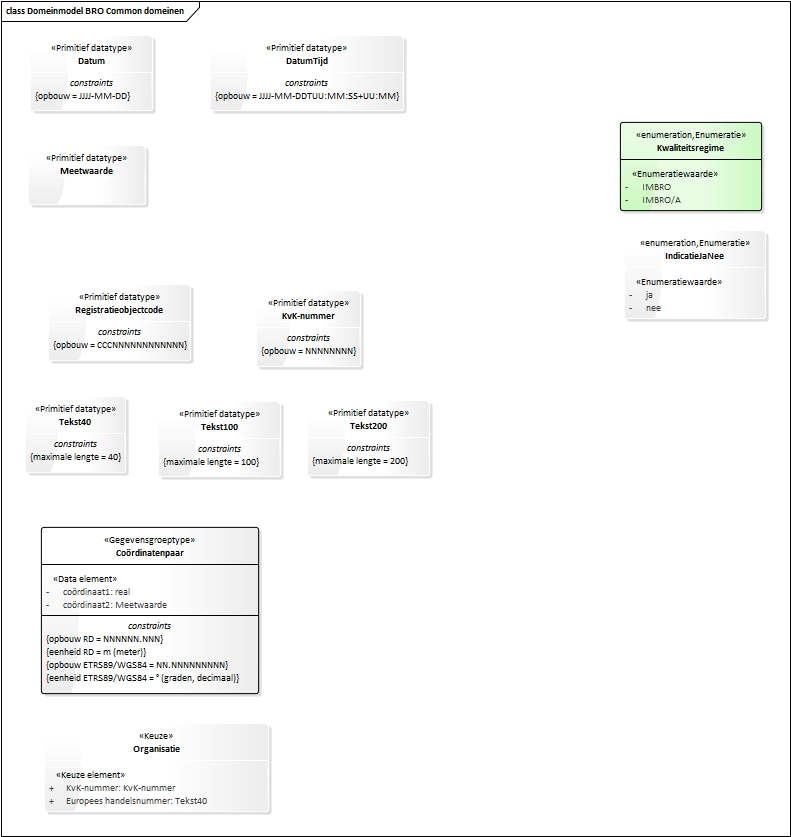 class Domeinmodel BRO Common domeinen
«Primitief datatype»
Datum
constraints
{opbouw = JJJJ-MM-DD}
«Primitief datatype»
DatumTijd
constraints
{opbouw = JJJJ-MM-DDTUU:MM:SS+UU:MM}
«enumeration,Enumeratie»
Kwaliteitsregime
«Enumeratiewaarde»
- IMBRO
- IMBRO/A
«Primitief datatype»
Meetwaarde
«enumeration,Enumeratie»
IndicatieJaNee
«Enumeratiewaarde»
- ja
- nee
«Primitief datatype»
Registratieobjectcode
constraints
{opbouw = CCCNNNNNNNNNNNN}
«Primitief datatype»
KvK-nummer
constraints
{opbouw = NNNNNNNN}
«Primitief datatype»
Tekst40
constraints
{maximale lengte = 40}
«Primitief datatype»
Tekst100
constraints
{maximale lengte = 100}
«Primitief datatype»
Tekst200
constraints
{maximale lengte = 200}
«Gegevensgroeptype»
Coördinatenpaar
«Data element»
- coördinaat1: real
- coördinaat2: Meetwaarde
constraints
{opbouw RD = NNNNNN.NNN}
{eenheid RD = m (meter)}
{opbouw ETRS89/WGS84 = NN.NNNNNNNNN}
{eenheid ETRS89/WGS84 = ° (graden, decimaal)}
«Keuze»
Organisatie
«Keuze element»
+ KvK-nummer: KvK-nummer
+ Europees handelsnummer: Tekst40